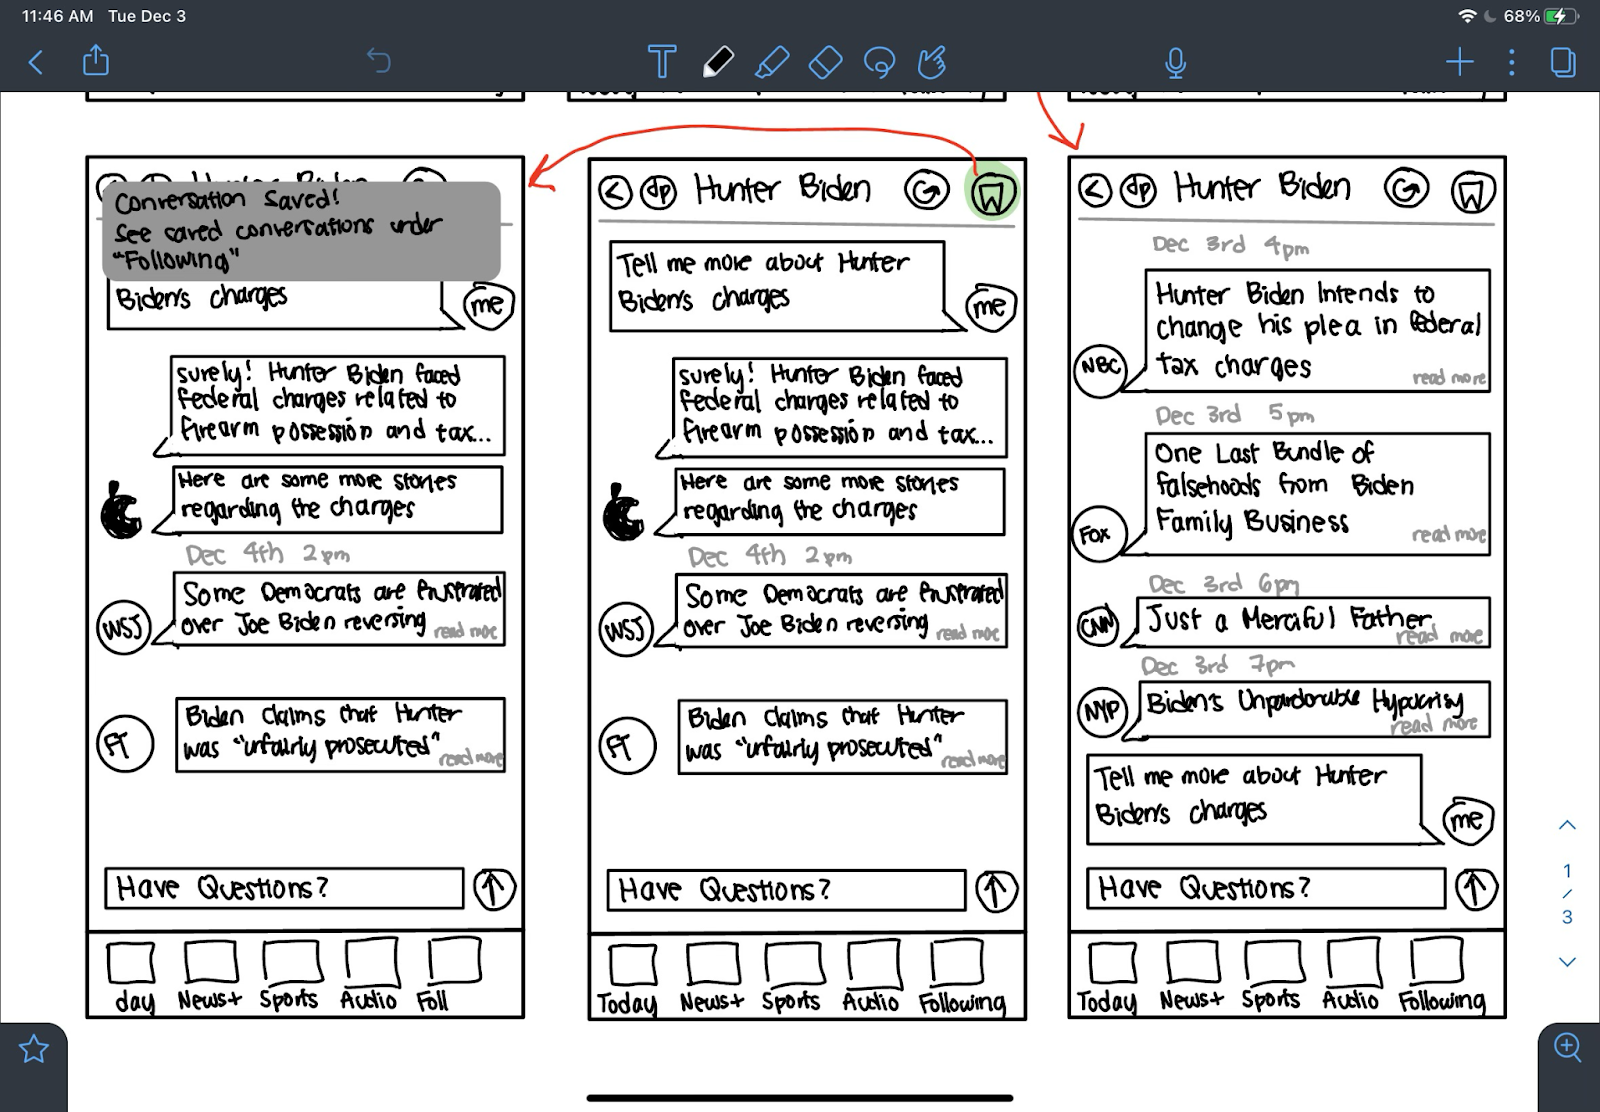 11:46 AM Tue Dec 3
68%
Conversation Saved!
See saved conversations under
"Following"
Biden's charges
me
surely! Hunter Biden faced
federal charges related to
firearm possession and tax...
Here are some more stories
regarding the charges
Dec 4th 2pm
WSJ
Some Democrats are frustrated
over Joe Biden reversing read more
FT
Biden claims that Hunter
was "unfairly prosecuted" read more
Have Questions?
day News+ Sports Audio Foll
dp Hunter Biden
Tell me more about Hunter
Biden's charges
me
surely! Hunter Biden faced
federal charges related to
firearm possession and tax...
Here are some more stories
regarding the charges
Dec 4th 2pm
WSJ
Some Democrats are frustrated
over Joe Biden reversing read more
FT
Biden claims that Hunter
was "unfairly prosecuted" read more
Have Questions?
Today News+ Sports Audio Following
dp Hunter Biden
Dec 3rd 4pm
Hunter Biden Intends to
change his plea in federal
NBC
tax charges
read more
Dec 3rd 5pm
One Last Bundle of
falsehoods from Biden
Family Business
Fox
read more
Dec 3rd 6pm
CNN
Just a Merciful Father
read more
Dec 3rd 7pm
NYP
Biden's Unpardonable Hypocrisy
read more
Tell me more about Hunter
Biden's charges
me
Have Questions?
Today News+ Sports Audio Following
1
/
3